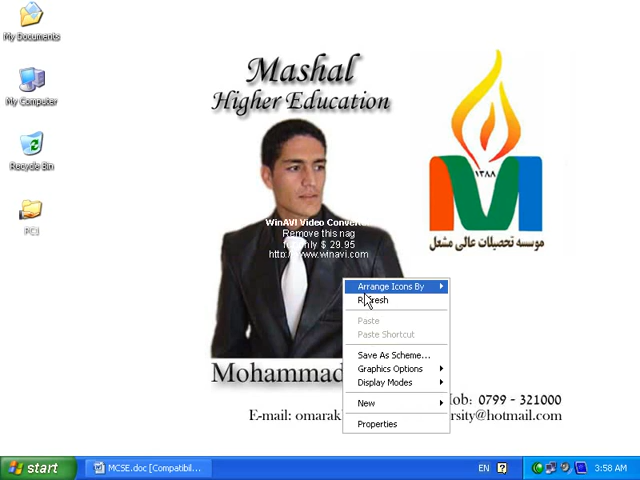 My Documents
My Computer
Recycle Bin
PC1
Mashal
Higher Education
۱۳۸۸
موسسه تحصیلات عالی مشعل
WinAVI Video Conver
Remove this nag
for only $ 29.95
http://www.winavi.com
Arrange Icons By
Refresh
Paste
Paste Shortcut
Save As Scheme...
Graphics Options
Display Modes
New
Properties
Mohammad
Mob: 0799 - 321000
E-mail: omarak
rsity@hotmail.com
start
MCSE.doc [Compatibil...
EN
3:58 AM